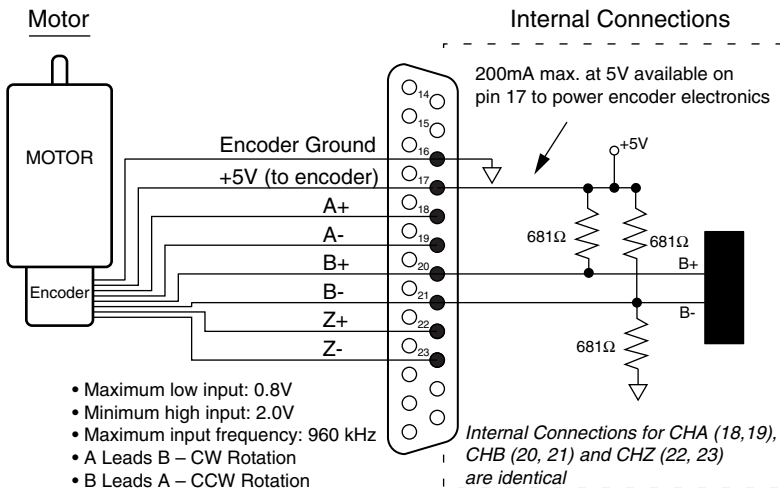 Motor
Internal Connections
200mA max. at 5V available on
pin 17 to power encoder electronics
+5V
MOTOR
Encoder
Encoder Ground
+5V (to encoder)
A+
A-
B+
B-
Z+
Z-
14
15
16
17
18
19
20
21
22
23
681Ω
681Ω
681Ω
B+
B-
• Maximum low input: 0.8V
• Minimum high input: 2.0V
• Maximum input frequency: 960 kHz
• A Leads B – CW Rotation
• B Leads A – CCW Rotation
Internal Connections for CHA (18,19),
CHB (20, 21) and CHZ (22, 23)
are identical